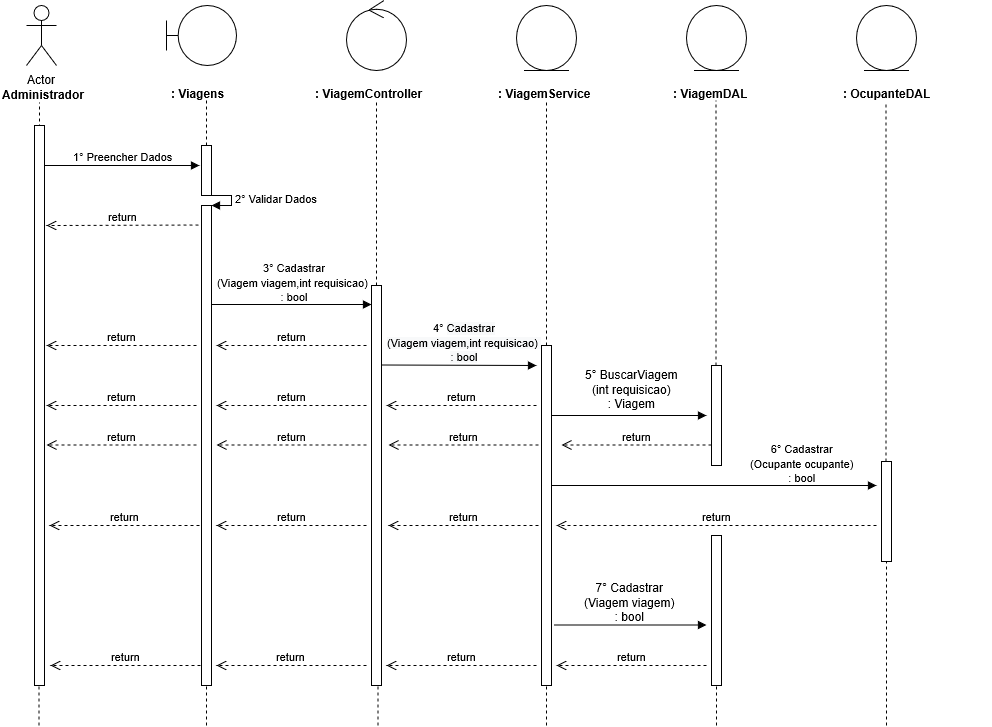 Actor
Administrador
: Viagens
: ViagemController
: ViagemService
: ViagemDAL
: OcupanteDAL
1° Preencher Dados
2° Validar Dados
return
3° Cadastrar
(Viagem viagem,int requisicao)
: bool
return
return
4° Cadastrar
(Viagem viagem,int requisicao)
: bool
5° BuscarViagem
(int requisicao)
: Viagem
return
return
return
return
return
return
return
6° Cadastrar
(Ocupante ocupante)
: bool
return
return
return
return
7° Cadastrar
(Viagem viagem)
: bool
return
return
return
return